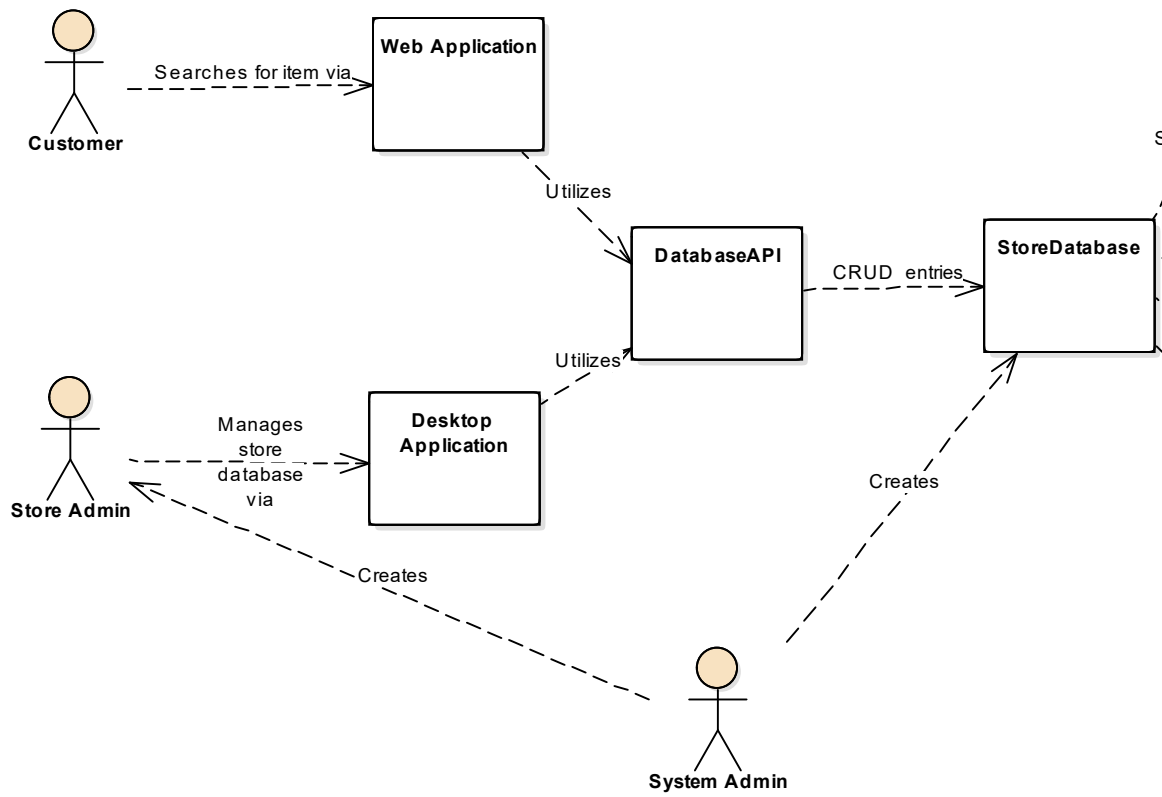 Web Application
Searches for item via
Customer
S
Utilizes
DatabaseAPI
StoreDatabase
CRUD entries
Utilizes
Desktop
Application
Manages
store
database
via
Store Admin
Creates
Creates
System Admin